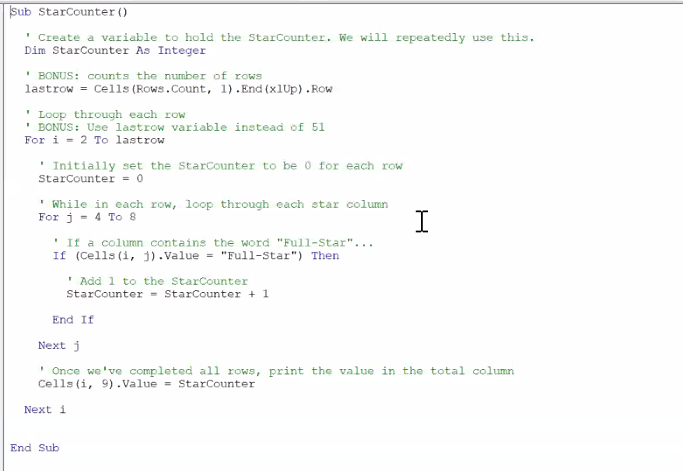 Sub StarCounter()
' Create a variable to hold the StarCounter. We will repeatedly use this.
Dim StarCounter As Integer
' BONUS: counts the number of rows
lastrow = Cells(Rows.Count, 1).End(xlUp).Row
' Loop through each row
' BONUS: Use lastrow variable instead of 51
For i = 2 To lastrow
' Initially set the StarCounter to be 0 for each row
StarCounter = 0
' While in each row, loop through each star column
For j = 4 To 8
' If a column contains the word "Full-Star"...
If (Cells(i, j).Value = "Full-Star") Then
' Add 1 to the StarCounter
StarCounter = StarCounter + 1
End If
Next j
' Once we've completed all rows, print the value in the total column
Cells(i, 9).Value = StarCounter
Next i
End Sub